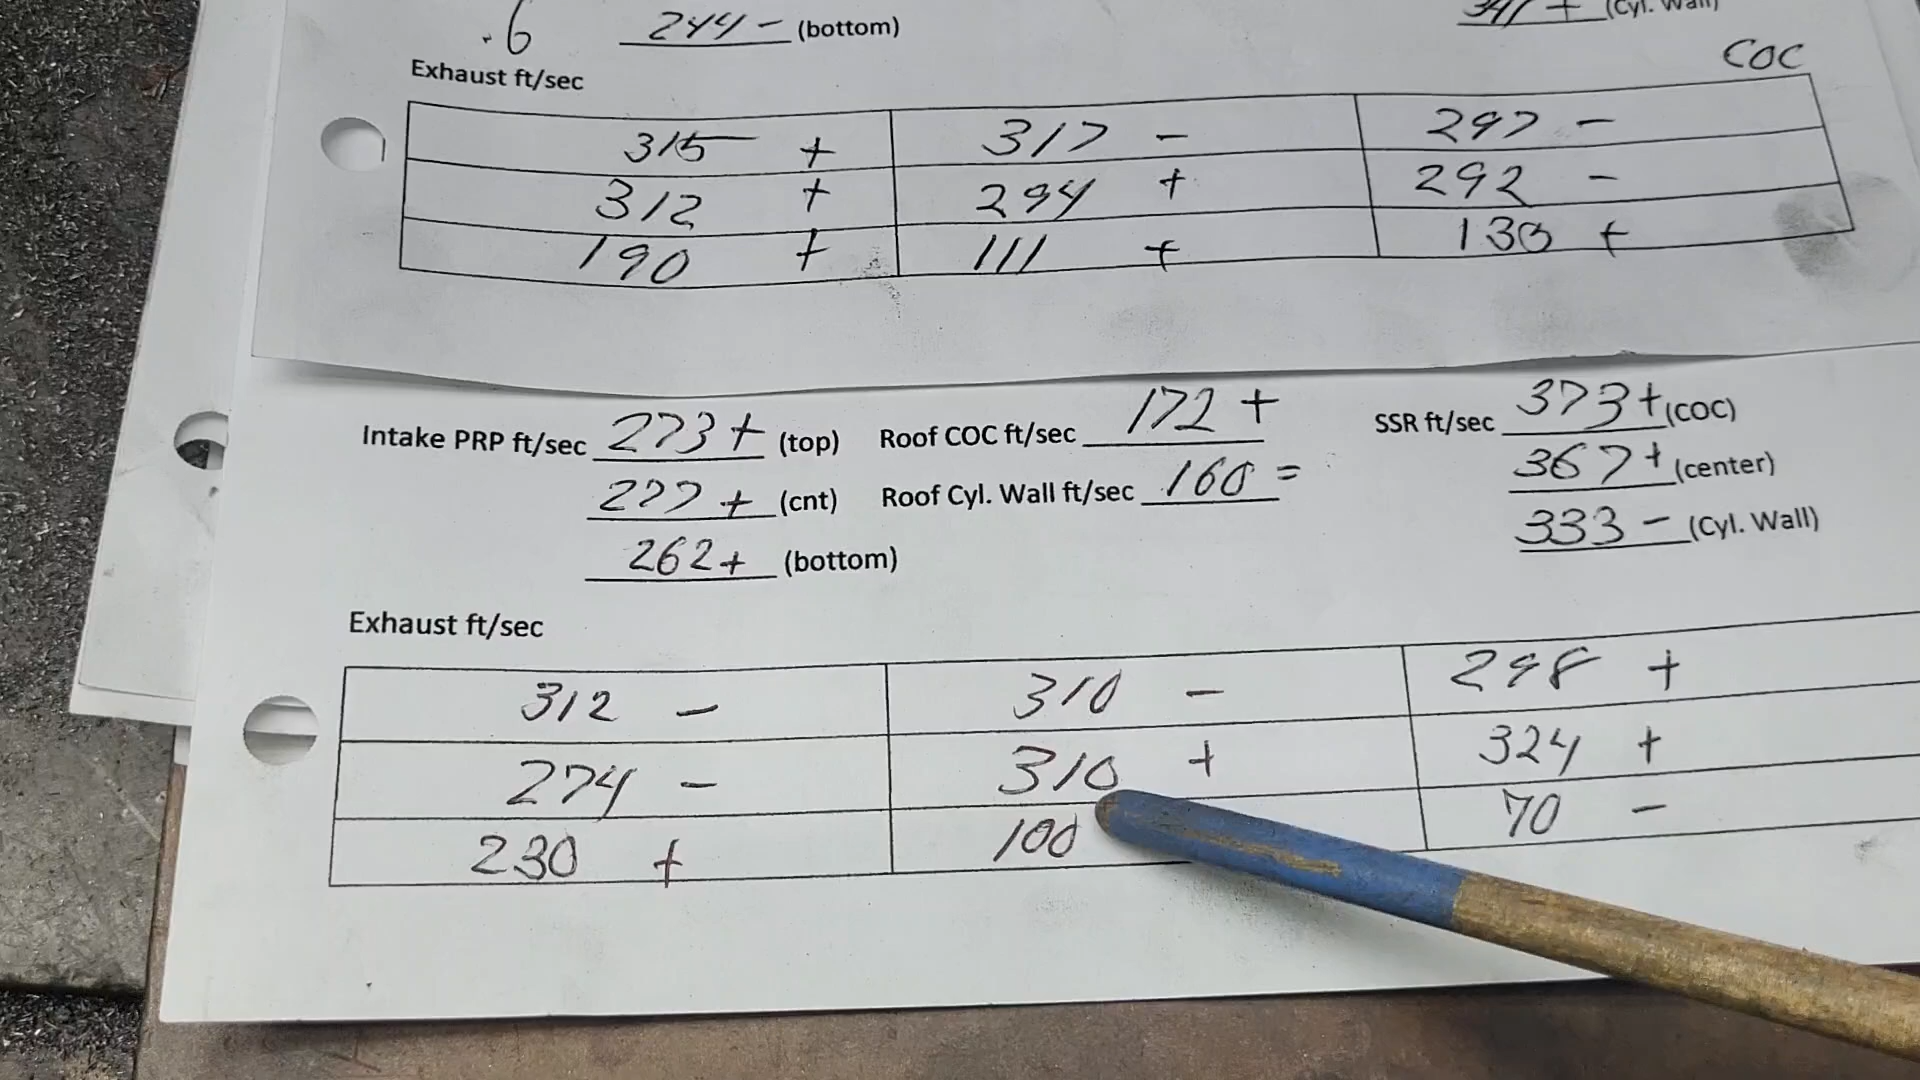 .6 244 - (bottom) 341 + (Cyl. Wall)
COC
Exhaust ft/sec
315 + 317 - 297 -
312 + 294 + 292 -
190 + 111 + 130 +
Intake PRP ft/sec 273 + (top) Roof COC ft/sec 172 + SSR ft/sec 373 + (COC)
277 + (cnt) Roof Cyl. Wall ft/sec 160 = 367 + (center)
262 + (bottom) 333 - (Cyl. Wall)
Exhaust ft/sec
312 - 310 - 298 +
274 - 310 + 324 +
230 + 100 70 -